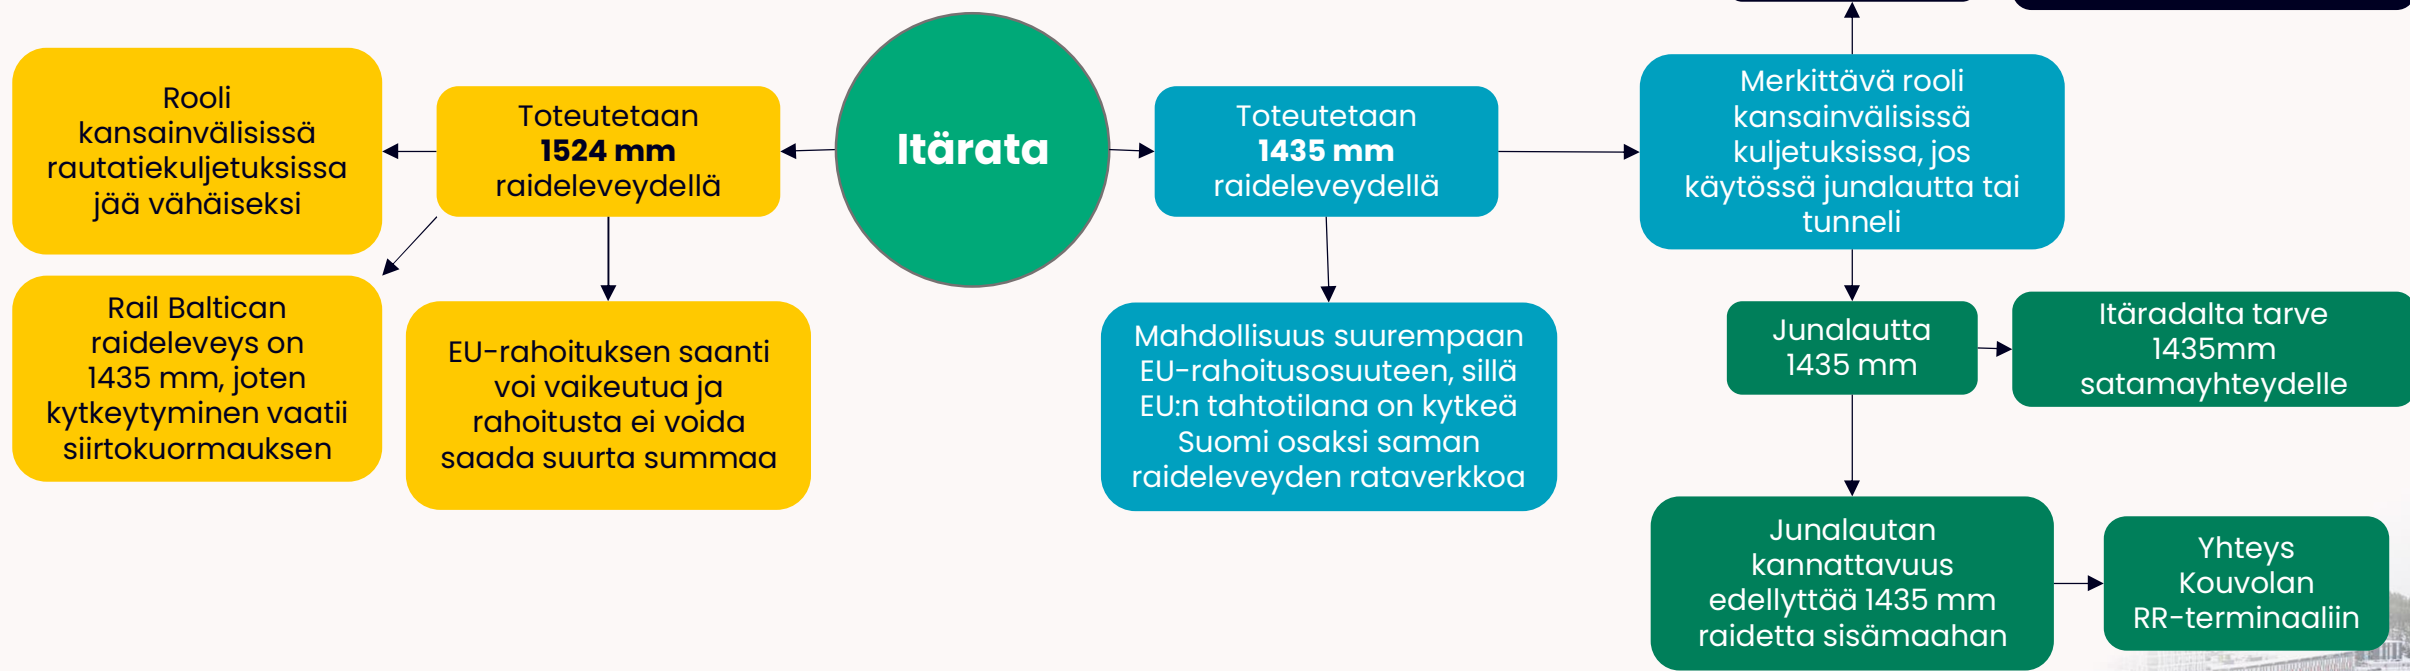 Rooli
kansainvälisissä
rautatiekuljetuksissa
jää vähäiseksi
Toteutetaan
1524 mm
raideleveydellä
Itärata
Toteutetaan
1435 mm
raideleveydellä
Merkittävä rooli
kansainvälisissä
kuljetuksissa, jos
käytössä junalautta tai
tunneli
Rail Baltican
raideleveys on
1435 mm, joten
kytkeytyminen vaatii
siirtokuormauksen
EU-rahoituksen saanti
voi vaikeutua ja
rahoitusta ei voida
saada suurta summaa
Mahdollisuus suurempaan
EU-rahoitusosuuteen, sillä
EU:n tahtotilana on kytkeä
Suomi osaksi saman
raideleveyden rataverkkoa
Junalautta
1435 mm
Itäradalta tarve
1435mm
satamayhteydelle
Junalautan
kannattavuus
edellyttää 1435 mm
raidetta sisämaahan
Yhteys
Kouvolan
RR-terminaaliin